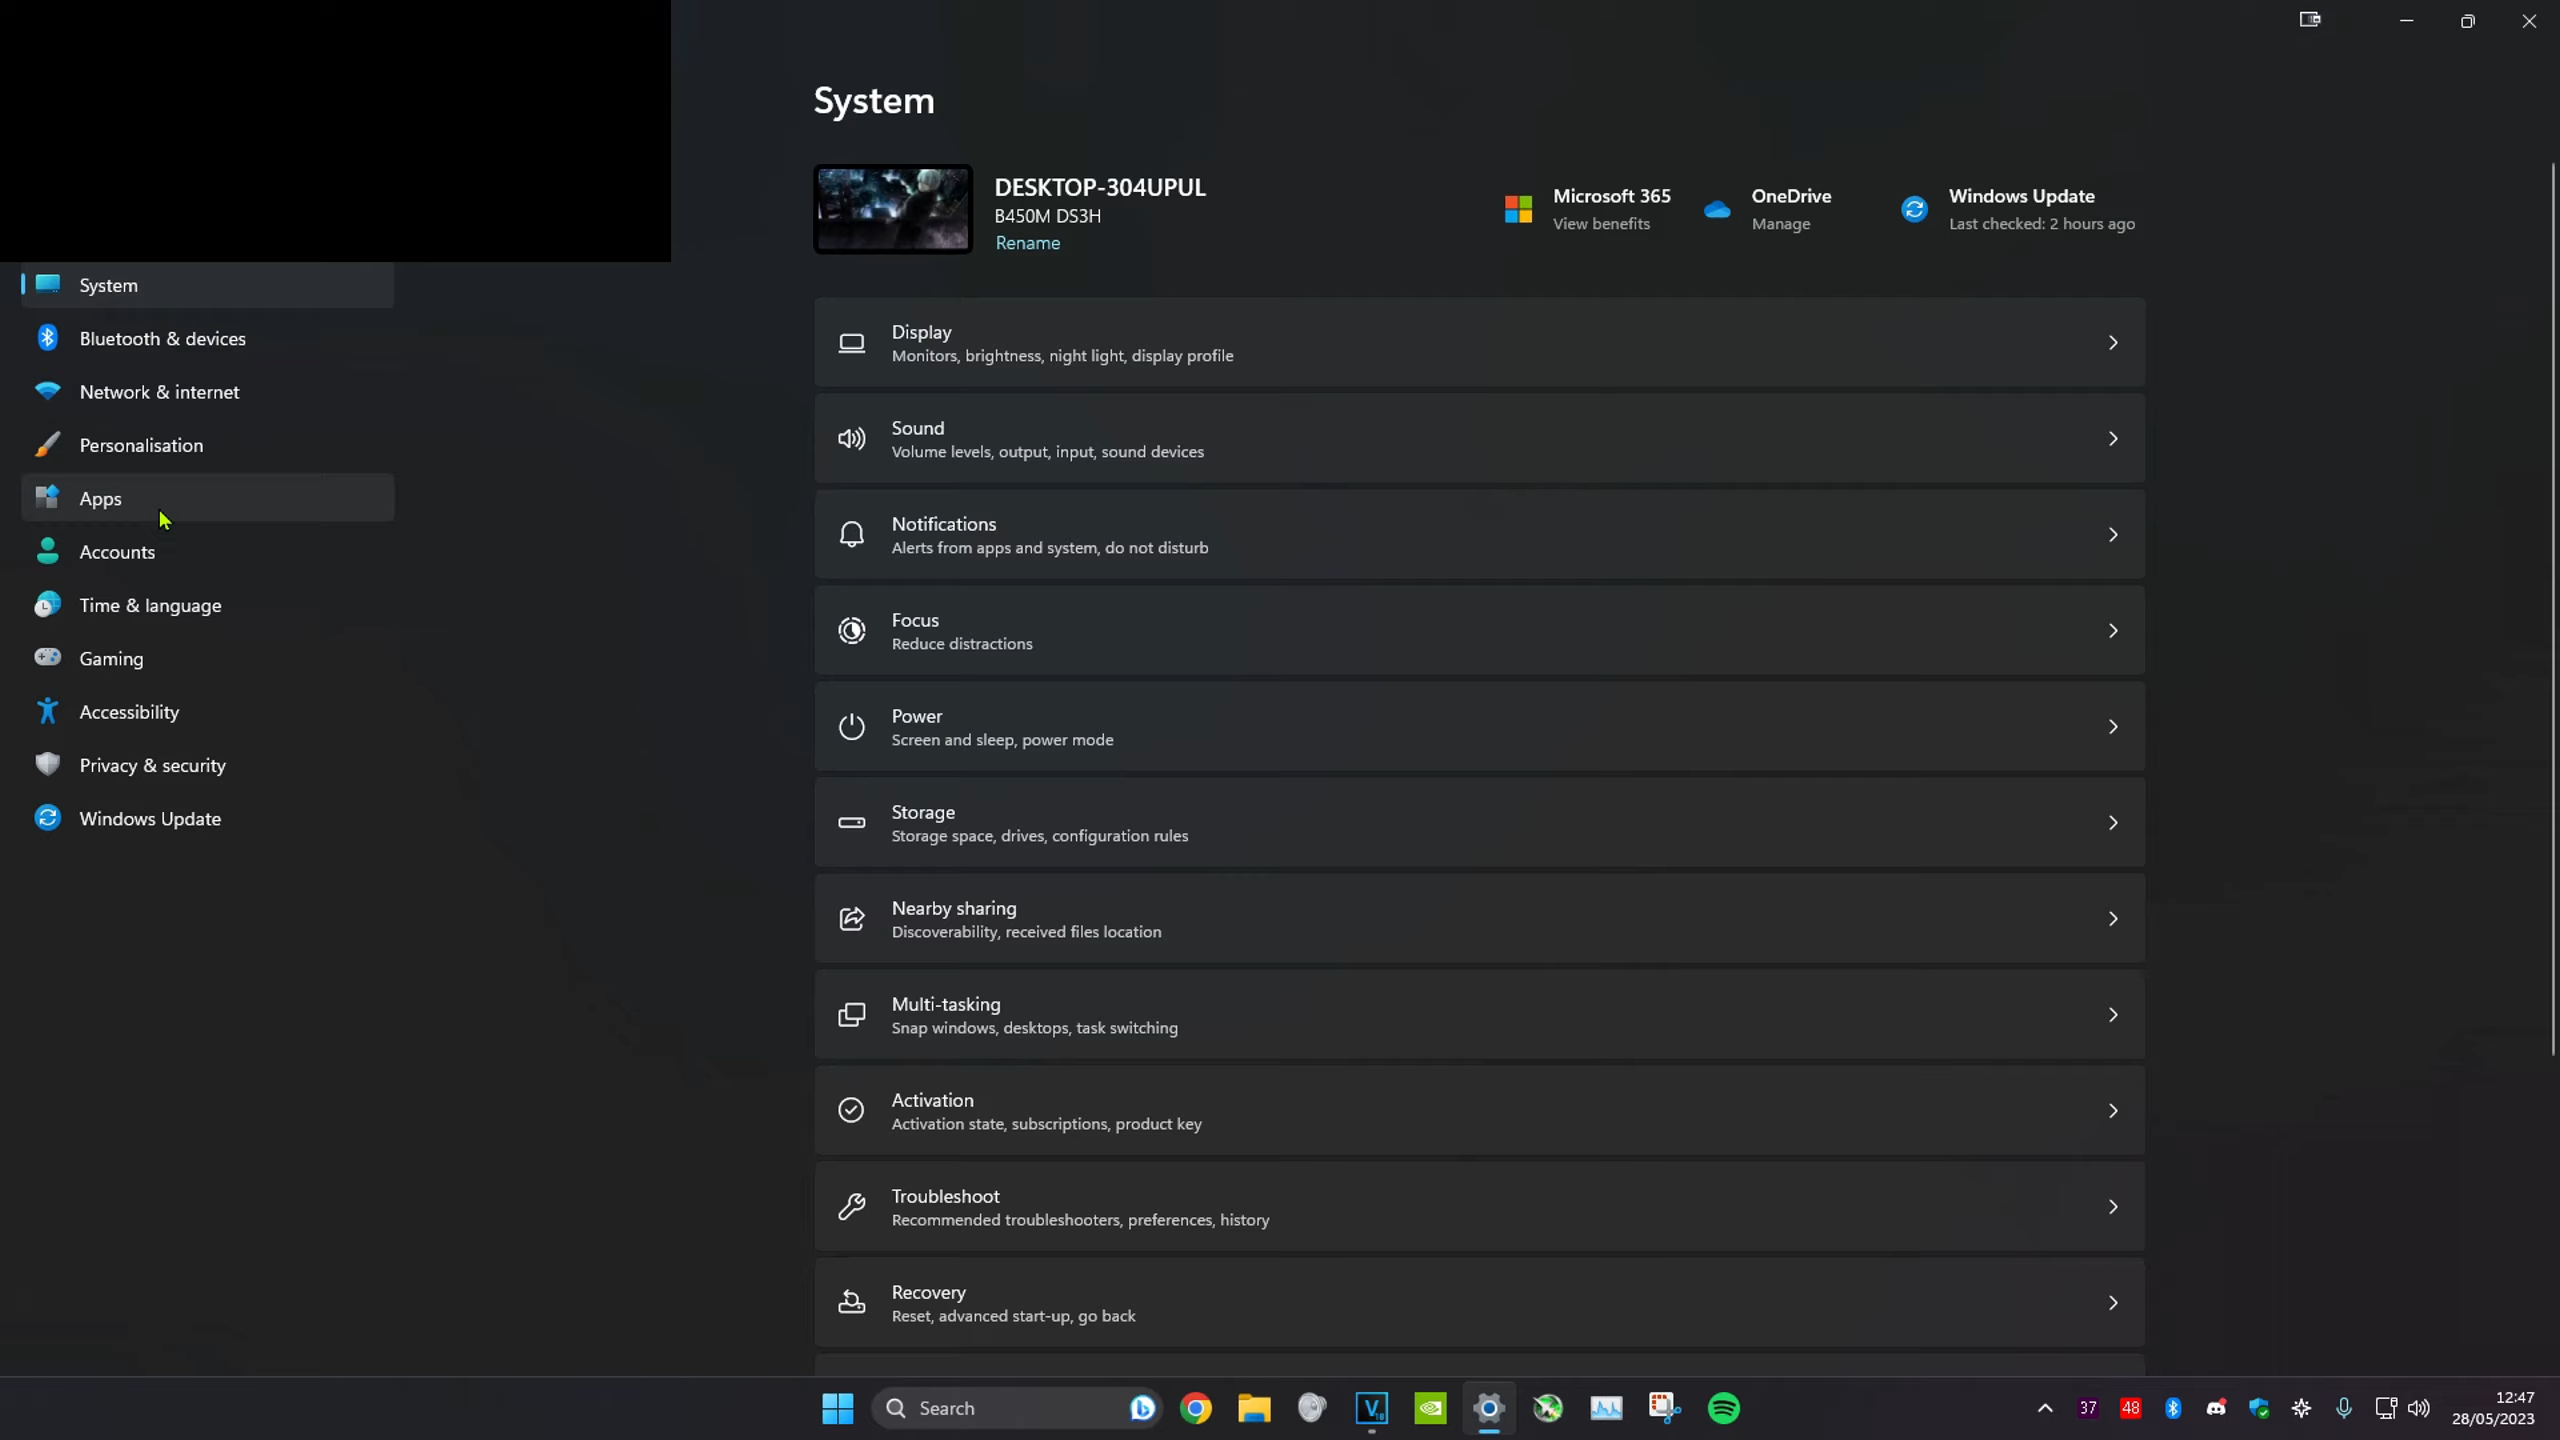 System
Bluetooth & devices
Network & internet
Personalisation
Apps
Accounts
Time & language
Gaming
Accessibility
Privacy & security
Windows Update
System
DESKTOP-304UPUL
B450M DS3H
Rename
Microsoft 365
View benefits
OneDrive
Manage
Windows Update
Last checked: 2 hours ago
Display
Monitors, brightness, night light, display profile
Sound
Volume levels, output, input, sound devices
Notifications
Alerts from apps and system, do not disturb
Focus
Reduce distractions
Power
Screen and sleep, power mode
Storage
Storage space, drives, configuration rules
Nearby sharing
Discoverability, received files location
Multi-tasking
Snap windows, desktops, task switching
Activation
Activation state, subscriptions, product key
Troubleshoot
Recommended troubleshooters, preferences, history
Recovery
Reset, advanced start-up, go back
Search
V 18
37
48
12:47
28/05/2023